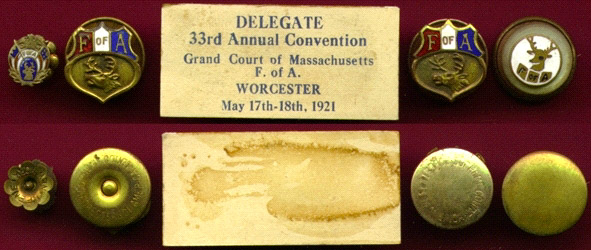 DELEGATE
33rd Annual Convention
Grand Court of Massachusetts
F. of A.
WORCESTER
May 17th-18th, 1921
F OF A
F OF A